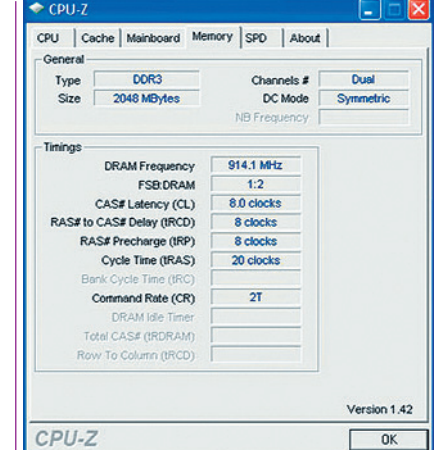 CPU-Z
CPU Cache Mainboard Memory SPD About
General
Type DDR3 Channels # Dual
Size 2048 MBytes DC Mode Symmetric
NB Frequency
Timings
DRAM Frequency 914.1 MHz
FSB:DRAM 1:2
CAS# Latency (CL) 8.0 clocks
RAS# to CAS# Delay (tRCD) 8 clocks
RAS# Precharge (tRP) 8 clocks
Cycle Time (tRAS) 20 clocks
Bank Cycle Time (tRC)
Command Rate (CR) 2T
DRAM Idle Timer
Total CAS# (tRDRAM)
Row To Column (tRCD)
Version 1.42
CPU-Z OK